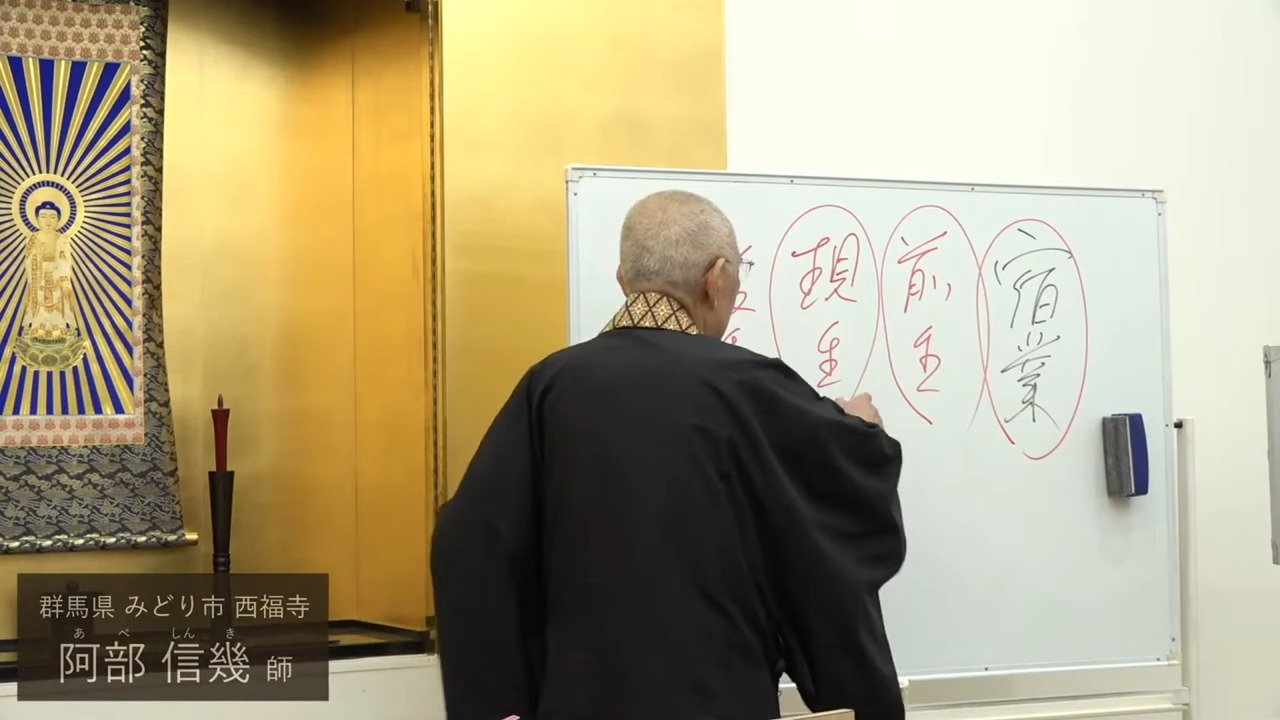 宿業
前生
現生
群馬県 みどり市 西福寺
あべ しんき
阿部 信幾 師